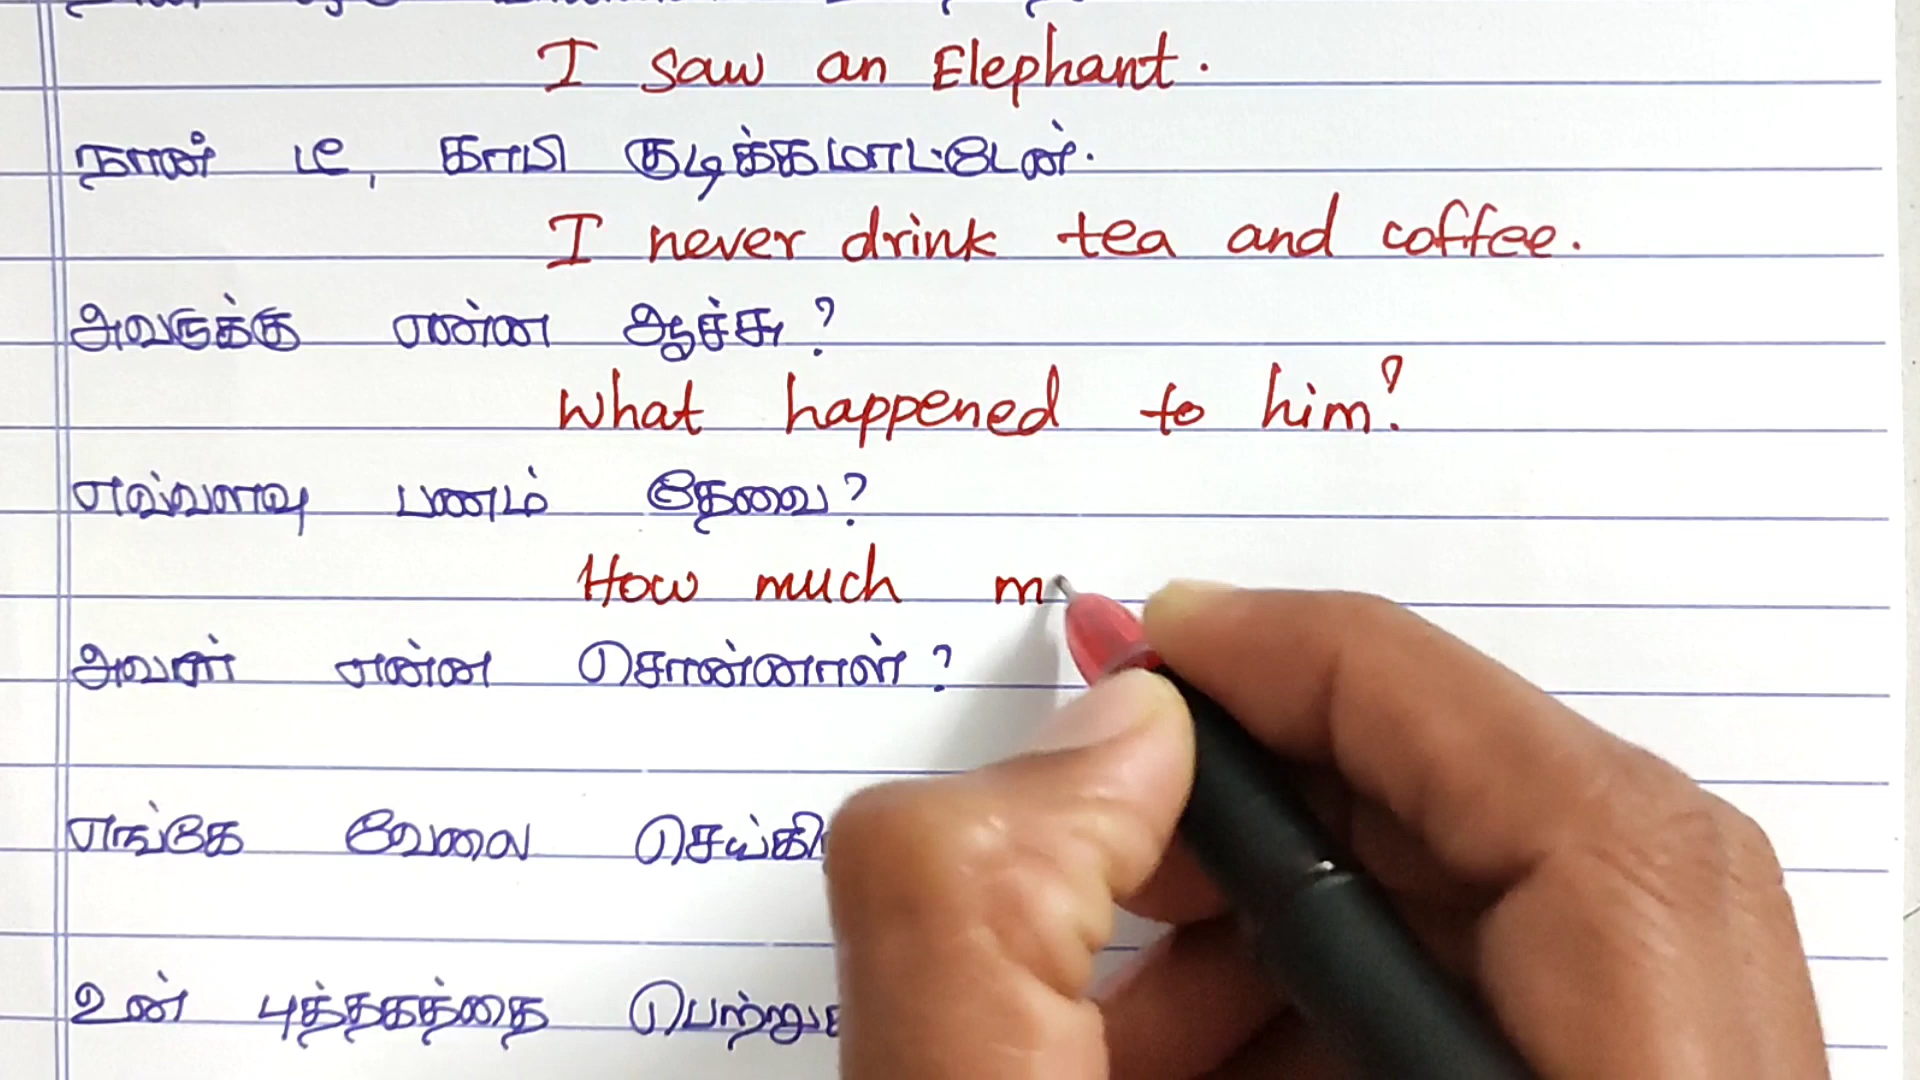 I saw an Elephant.
நான் டீ, காபி குடிக்கமாட்டேன்.
I never drink tea and coffee.
அவருக்கு என்ன ஆச்சு?
What happened to him?
எவ்வளவு பணம் தேவை?
How much m
அவள் என்ன சொன்னாள்?
எங்கே வேலை
உன் புத்தகத்தை